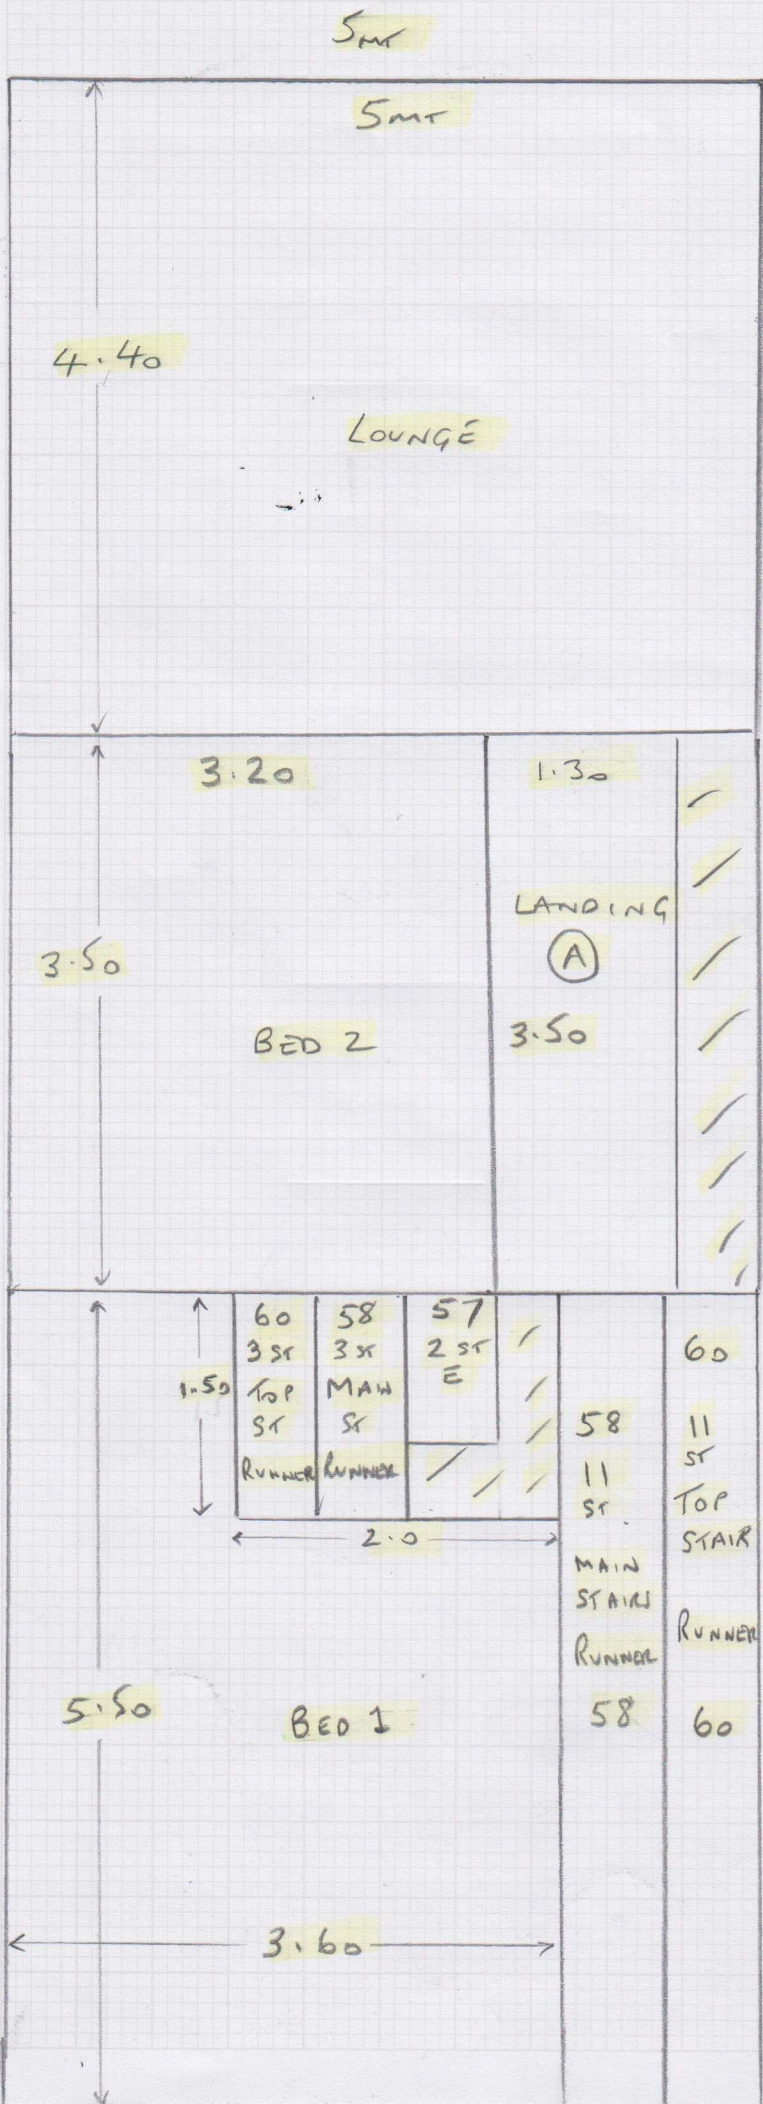 5MT
5MT
4.40
LOUNGE
3.20
1.30
LANDING
A
3.50
3.50
BED 2
60
3 ST
TOP
ST
RUNNER
58
3 ST
MAIN
ST
RUNNER
57
2 ST
E
1.50
2.0
58
11
ST
MAIN
STAIRS
RUNNER
58
60
11
ST
TOP
STAIR
RUNNER
60
5.50
BED 1
3.60